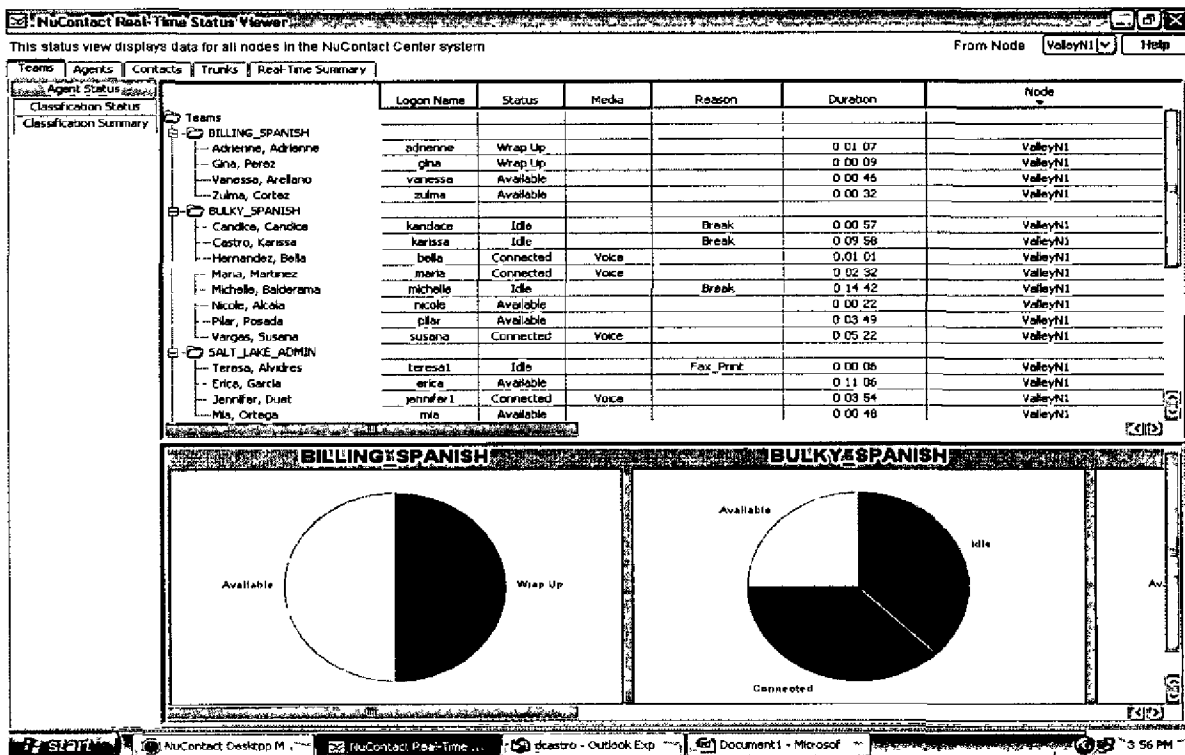 NuContact Real-Time Status Viewer
This status view displays data for all nodes in the NuContact Center system From Node ValleyN1 Help
Teams Agents Contacts Trunks Real-Time Summary
Agent Status
Classification Status
Classification Summary
Logon Name Status Media Reason Duration Node
Teams
BILLING_SPANISH
Adrienne, Adrienne adrienne Wrap Up 0 01 07 ValleyN1
Gina, Perez gina Wrap Up 0 00 09 ValleyN1
Vanessa, Arellano vanessa Available 0 00 46 ValleyN1
Zulma, Cortez zulma Available 0 00 32 ValleyN1
BULKY_SPANISH
Candice, Candice kandace Idle Break 0 00 57 ValleyN1
Castro, Karissa karissa Idle Break 0 09 58 ValleyN1
Hernandez, Bella bella Connected Voice 0.01 01 ValleyN1
Maria, Martinez maria Connected Voice 0 02 32 ValleyN1
Michelle, Balderama michelle Idle Break 0 14 42 ValleyN1
Nicole, Alcala nicole Available 0 00 22 ValleyN1
Pilar, Posada pilar Available 0 03 49 ValleyN1
Vargas, Susana susana Connected Voice 0 05 22 ValleyN1
SALT_LAKE_ADMIN
Teresa, Alvidres teresa1 Idle Fax_Print 0 00 06 ValleyN1
Erica, Garcia erica Available 0 11 06 ValleyN1
Jennifer, Duet jennifer1 Connected Voice 0 03 54 ValleyN1
Mia, Ortega mia Available 0 00 48 ValleyN1
BILLING_SPANISH BULKY_SPANISH
Available Wrap Up
Available Idle Connected
Av.
start NuContact Desktop M... NuContact Real-Time ... dcastro - Outlook Exp Document1 - Microsof 3 56 PM